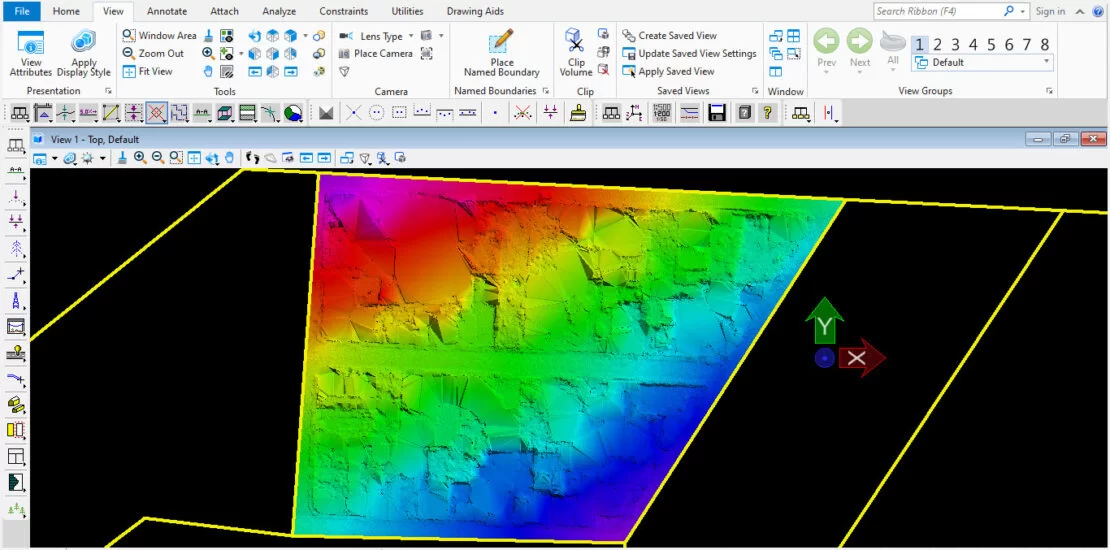 File Home View Annotate Attach Analyze Constraints Utilities Drawing Aids Search Ribbon (F4) Sign in
View Attributes
Apply Display Style
Presentation
Window Area
Zoom Out
Fit View
Tools
Lens Type
Place Camera
Camera
Place Named Boundary
Named Boundaries
Clip Volume
Clip
Create Saved View
Update Saved View Settings
Apply Saved View
Saved Views
Window
Prev
Next
All
1 2 3 4 5 6 7 8
Default
View Groups
View 1 - Top, Default
Y
X